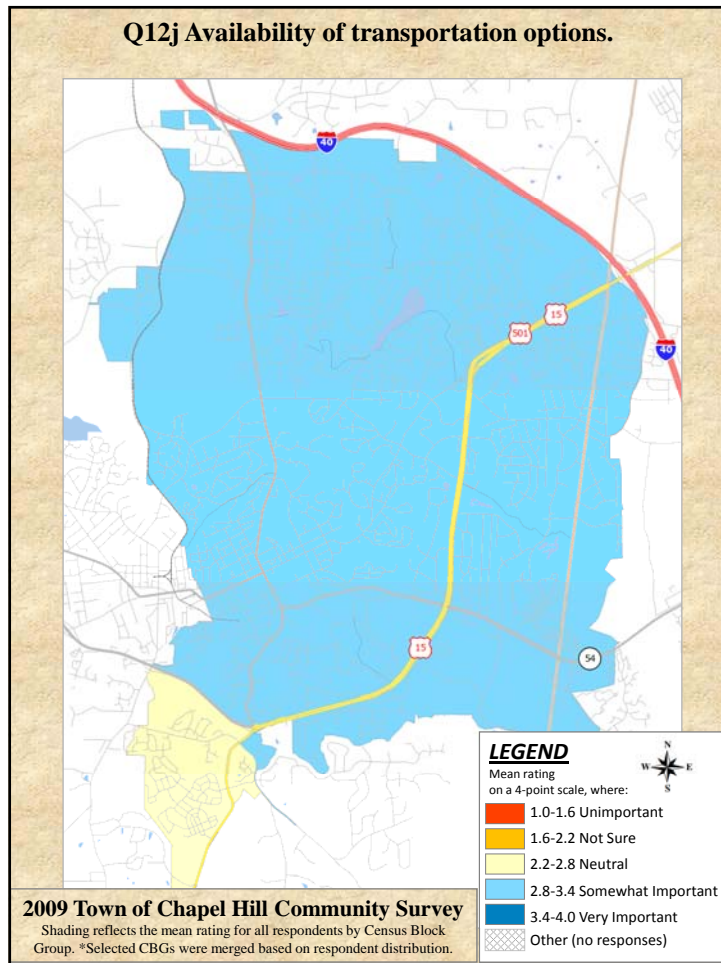 Q12j Availability of transportation options.
40
15
501
40
15
54
LEGEND
N
W E
S
Mean rating
on a 4-point scale, where:
1.0-1.6 Unimportant
1.6-2.2 Not Sure
2.2-2.8 Neutral
2.8-3.4 Somewhat Important
3.4-4.0 Very Important
Other (no responses)
2009 Town of Chapel Hill Community Survey
Shading reflects the mean rating for all respondents by Census Block
Group. *Selected CBGs were merged based on respondent distribution.